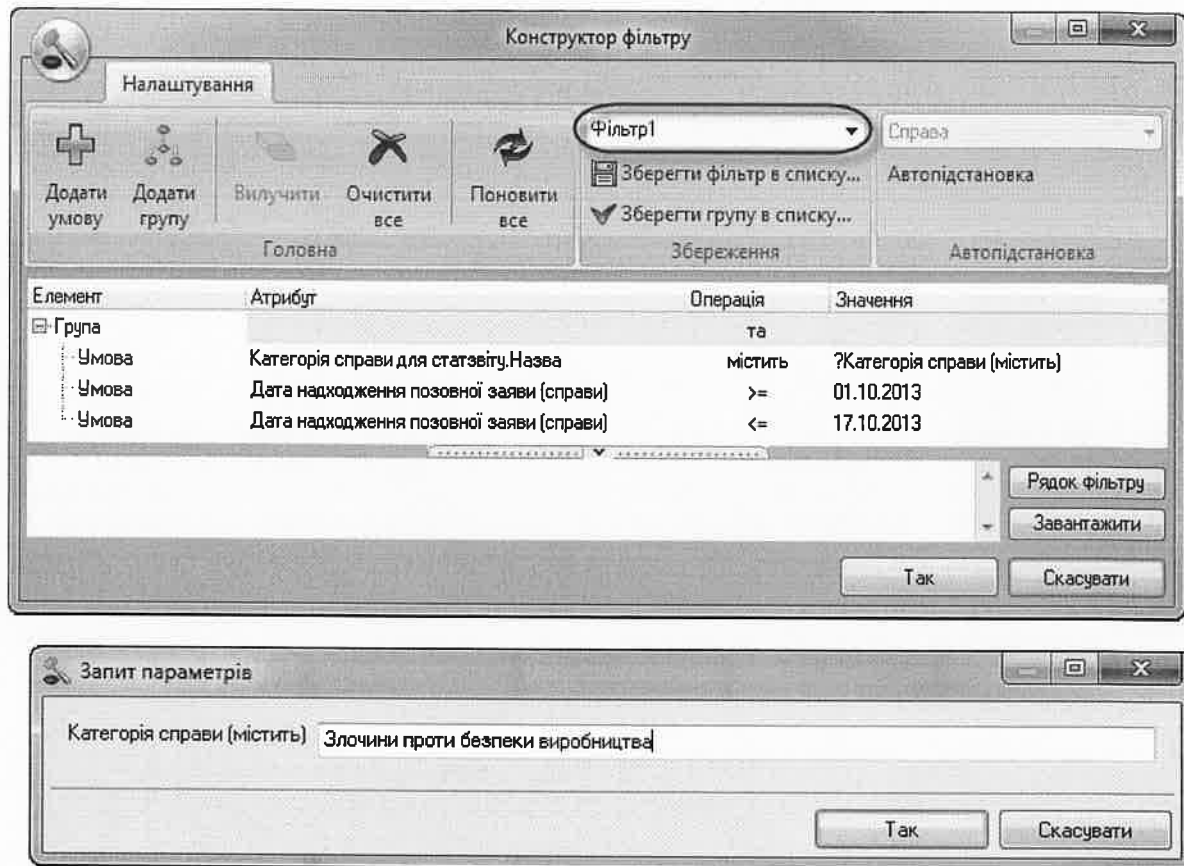 Конструктор фільтру
Налаштування
Додати умову
Додати групу
Вилучити
Очистити все
Поновити все
Головна
Фільтр1
Зберегти фільтр в списку...
Зберегти групу в списку...
Збереження
Справа
Автопідстановка
Автопідстановка
Елемент Атрибут Операція Значення
Група та
Умова Категорія справи для статзвіту.Назва містить ?Категорія справи (містить)
Умова Дата надходження позовної заяви (справи) >= 01.10.2013
Умова Дата надходження позовної заяви (справи) <= 17.10.2013
Рядок фільтру
Завантажити
Так Скасувати
Запит параметрів
Категорія справи (містить) Злочини проти безпеки виробництва
Так Скасувати